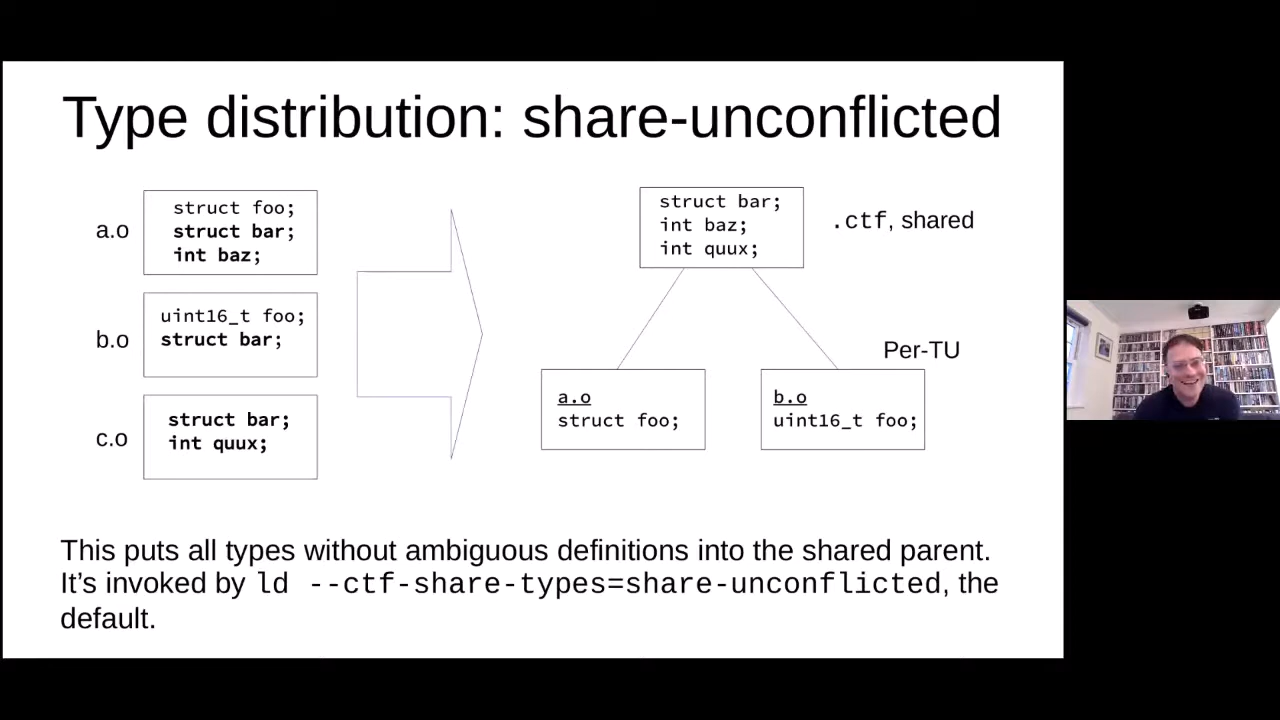 Type distribution: share-unconflicted
a.o
struct foo;
struct bar;
int baz;
b.o
uint16_t foo;
struct bar;
c.o
struct bar;
int quux;
struct bar;
int baz;
int quux;
.ctf, shared
Per-TU
a.o
struct foo;
b.o
uint16_t foo;
This puts all types without ambiguous definitions into the shared parent.
It’s invoked by ld --ctf-share-types=share-unconflicted, the
default.